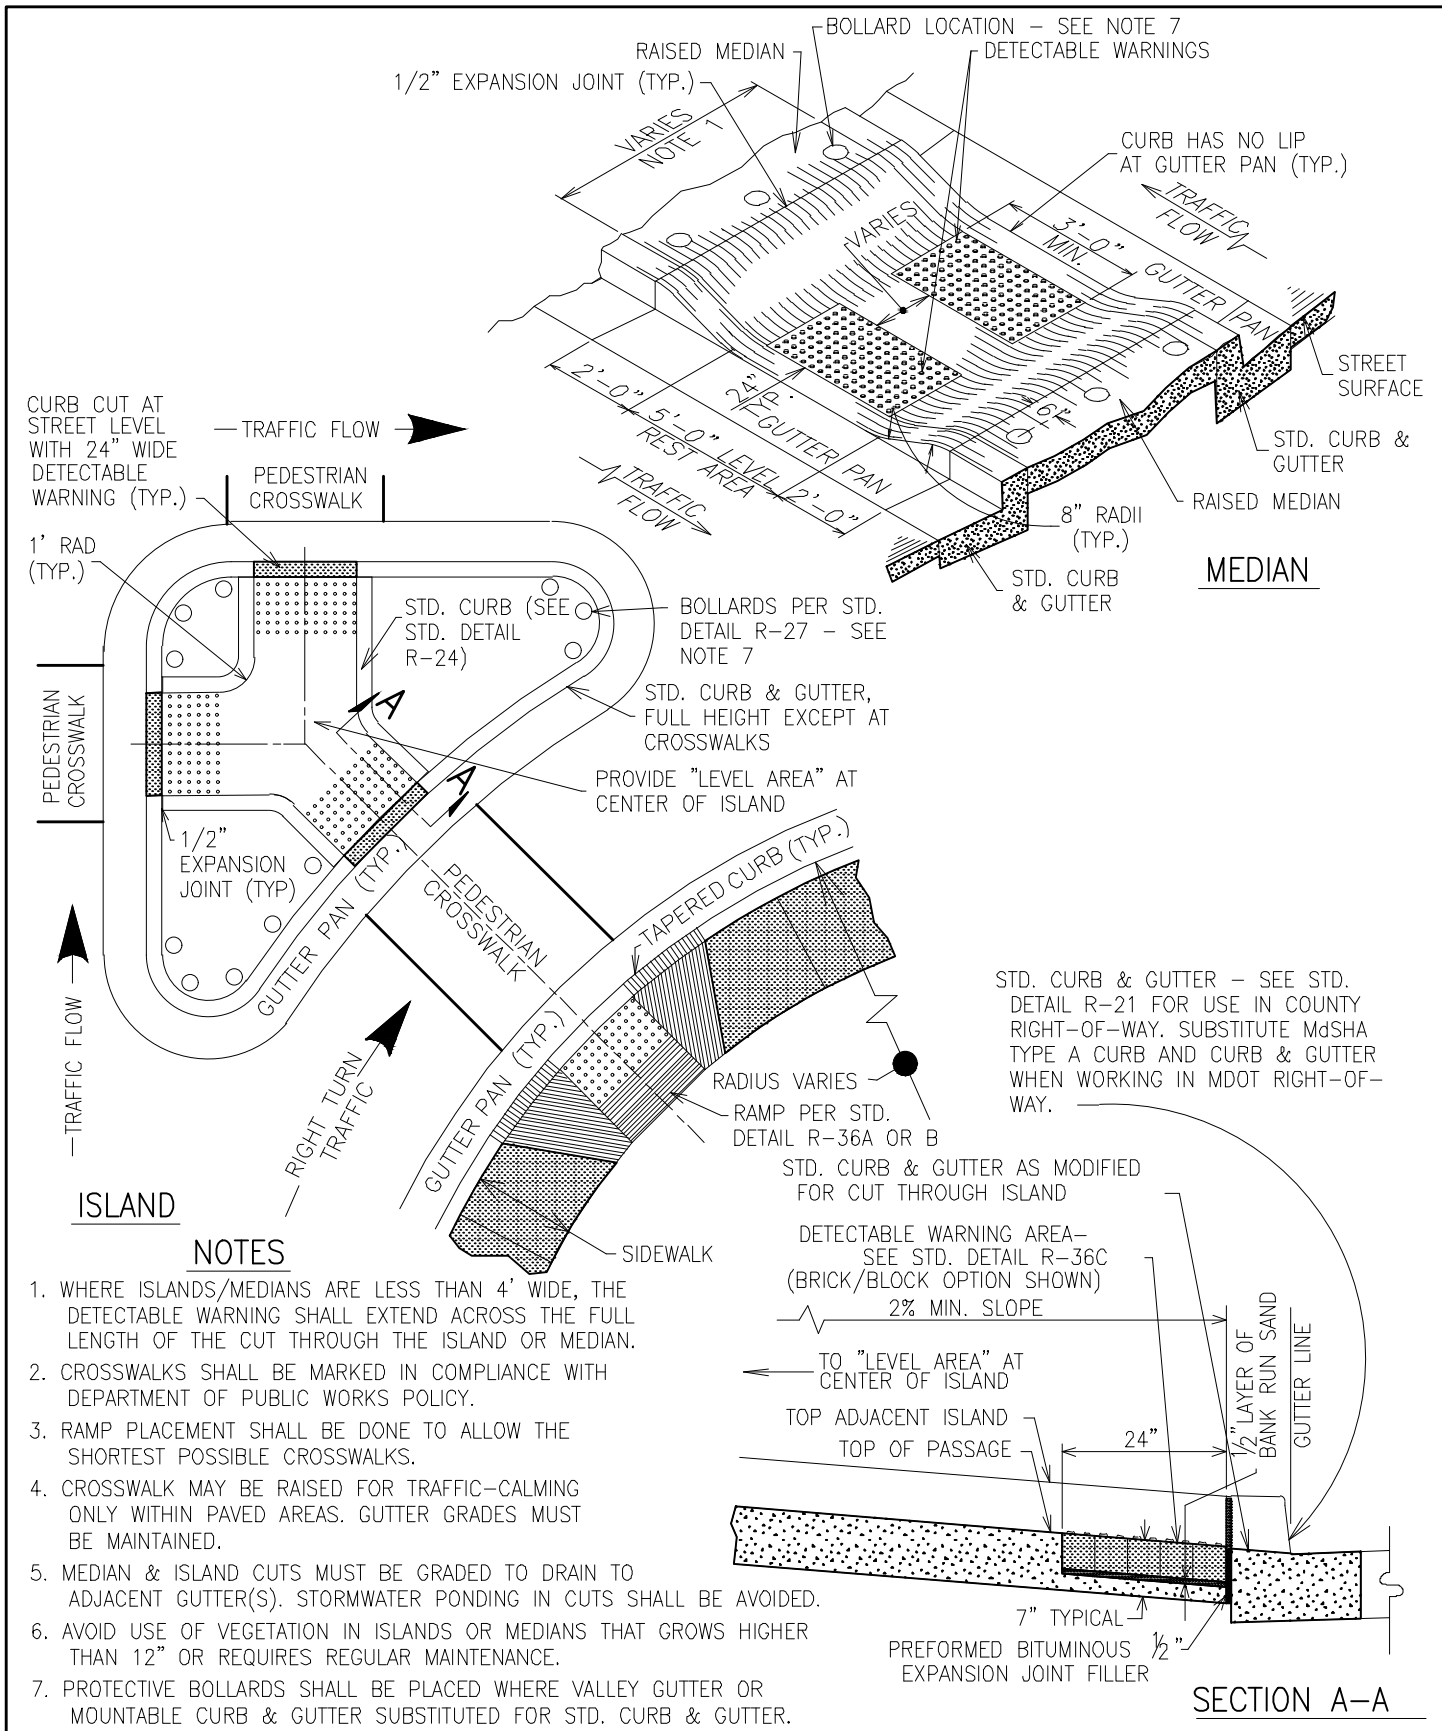 BOLLARD LOCATION – SEE NOTE 7
RAISED MEDIAN
DETECTABLE WARNINGS
1/2" EXPANSION JOINT (TYP.)
VARIES
NOTE 1
CURB HAS NO LIP
AT GUTTER PAN (TYP.)
TRAFFIC
FLOW
VARIES
3'-0"
MIN.
GUTTER PAN
STREET
SURFACE
2'-0"
24"
TYP.
6"
5'-0" LEVEL
REST AREA
GUTTER PAN
2'-0"
TRAFFIC
FLOW
STD. CURB &
GUTTER
RAISED MEDIAN
8" RADII
(TYP.)
STD. CURB
& GUTTER
MEDIAN
CURB CUT AT
STREET LEVEL
WITH 24" WIDE
DETECTABLE
WARNING (TYP.)
TRAFFIC FLOW
PEDESTRIAN
CROSSWALK
1' RAD
(TYP.)
STD. CURB (SEE
STD. DETAIL
R-24)
BOLLARDS PER STD.
DETAIL R-27 – SEE
NOTE 7
A
STD. CURB & GUTTER,
FULL HEIGHT EXCEPT AT
CROSSWALKS
PEDESTRIAN
CROSSWALK
A
PROVIDE "LEVEL AREA" AT
CENTER OF ISLAND
1/2"
EXPANSION
JOINT (TYP)
GUTTER PAN (TYP.)
PEDESTRIAN
CROSSWALK
TAPERED CURB (TYP.)
TRAFFIC FLOW
GUTTER PAN (TYP.)
RIGHT TURN
TRAFFIC
RADIUS VARIES
RAMP PER STD.
DETAIL R-36A OR B
SIDEWALK
ISLAND
STD. CURB & GUTTER – SEE STD.
DETAIL R-21 FOR USE IN COUNTY
RIGHT-OF-WAY. SUBSTITUTE MdSHA
TYPE A CURB AND CURB & GUTTER
WHEN WORKING IN MDOT RIGHT-OF-
WAY.
STD. CURB & GUTTER AS MODIFIED
FOR CUT THROUGH ISLAND
DETECTABLE WARNING AREA-
SEE STD. DETAIL R-36C
(BRICK/BLOCK OPTION SHOWN)
2% MIN. SLOPE
TO "LEVEL AREA" AT
CENTER OF ISLAND
TOP ADJACENT ISLAND
TOP OF PASSAGE
24"
1/2" LAYER OF
BANK RUN SAND
GUTTER LINE
7" TYPICAL
PREFORMED BITUMINOUS 1/2"
EXPANSION JOINT FILLER
SECTION A-A
NOTES
1. WHERE ISLANDS/MEDIANS ARE LESS THAN 4' WIDE, THE
DETECTABLE WARNING SHALL EXTEND ACROSS THE FULL
LENGTH OF THE CUT THROUGH THE ISLAND OR MEDIAN.
2. CROSSWALKS SHALL BE MARKED IN COMPLIANCE WITH
DEPARTMENT OF PUBLIC WORKS POLICY.
3. RAMP PLACEMENT SHALL BE DONE TO ALLOW THE
SHORTEST POSSIBLE CROSSWALKS.
4. CROSSWALK MAY BE RAISED FOR TRAFFIC-CALMING
ONLY WITHIN PAVED AREAS. GUTTER GRADES MUST
BE MAINTAINED.
5. MEDIAN & ISLAND CUTS MUST BE GRADED TO DRAIN TO
ADJACENT GUTTER(S). STORMWATER PONDING IN CUTS SHALL BE AVOIDED.
6. AVOID USE OF VEGETATION IN ISLANDS OR MEDIANS THAT GROWS HIGHER
THAN 12" OR REQUIRES REGULAR MAINTENANCE.
7. PROTECTIVE BOLLARDS SHALL BE PLACED WHERE VALLEY GUTTER OR
MOUNTABLE CURB & GUTTER SUBSTITUTED FOR STD. CURB & GUTTER.